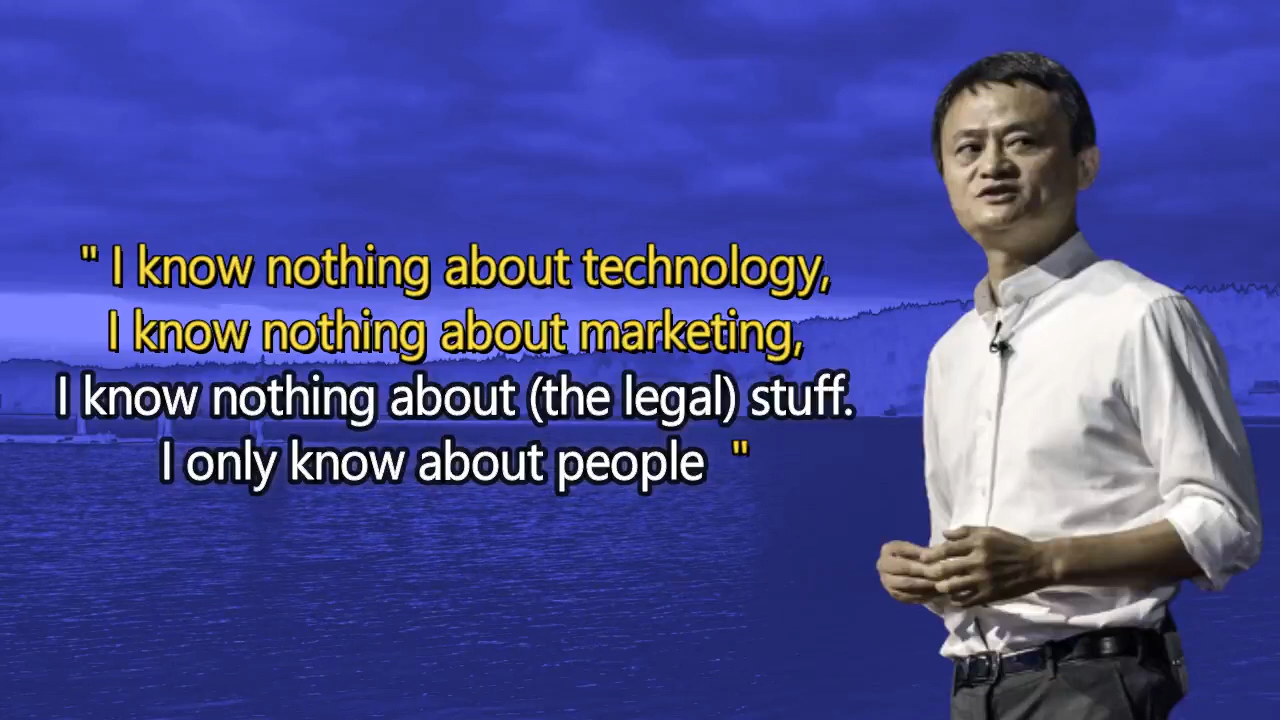 " I know nothing about technology,
I know nothing about marketing,
I know nothing about (the legal) stuff.
I only know about people "